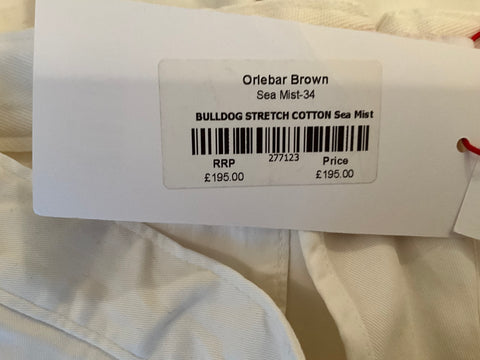 Orlebar Brown
Sea Mist-34
BULLDOG STRETCH COTTON Sea Mist
277123
RRP Price
£195.00 £195.00